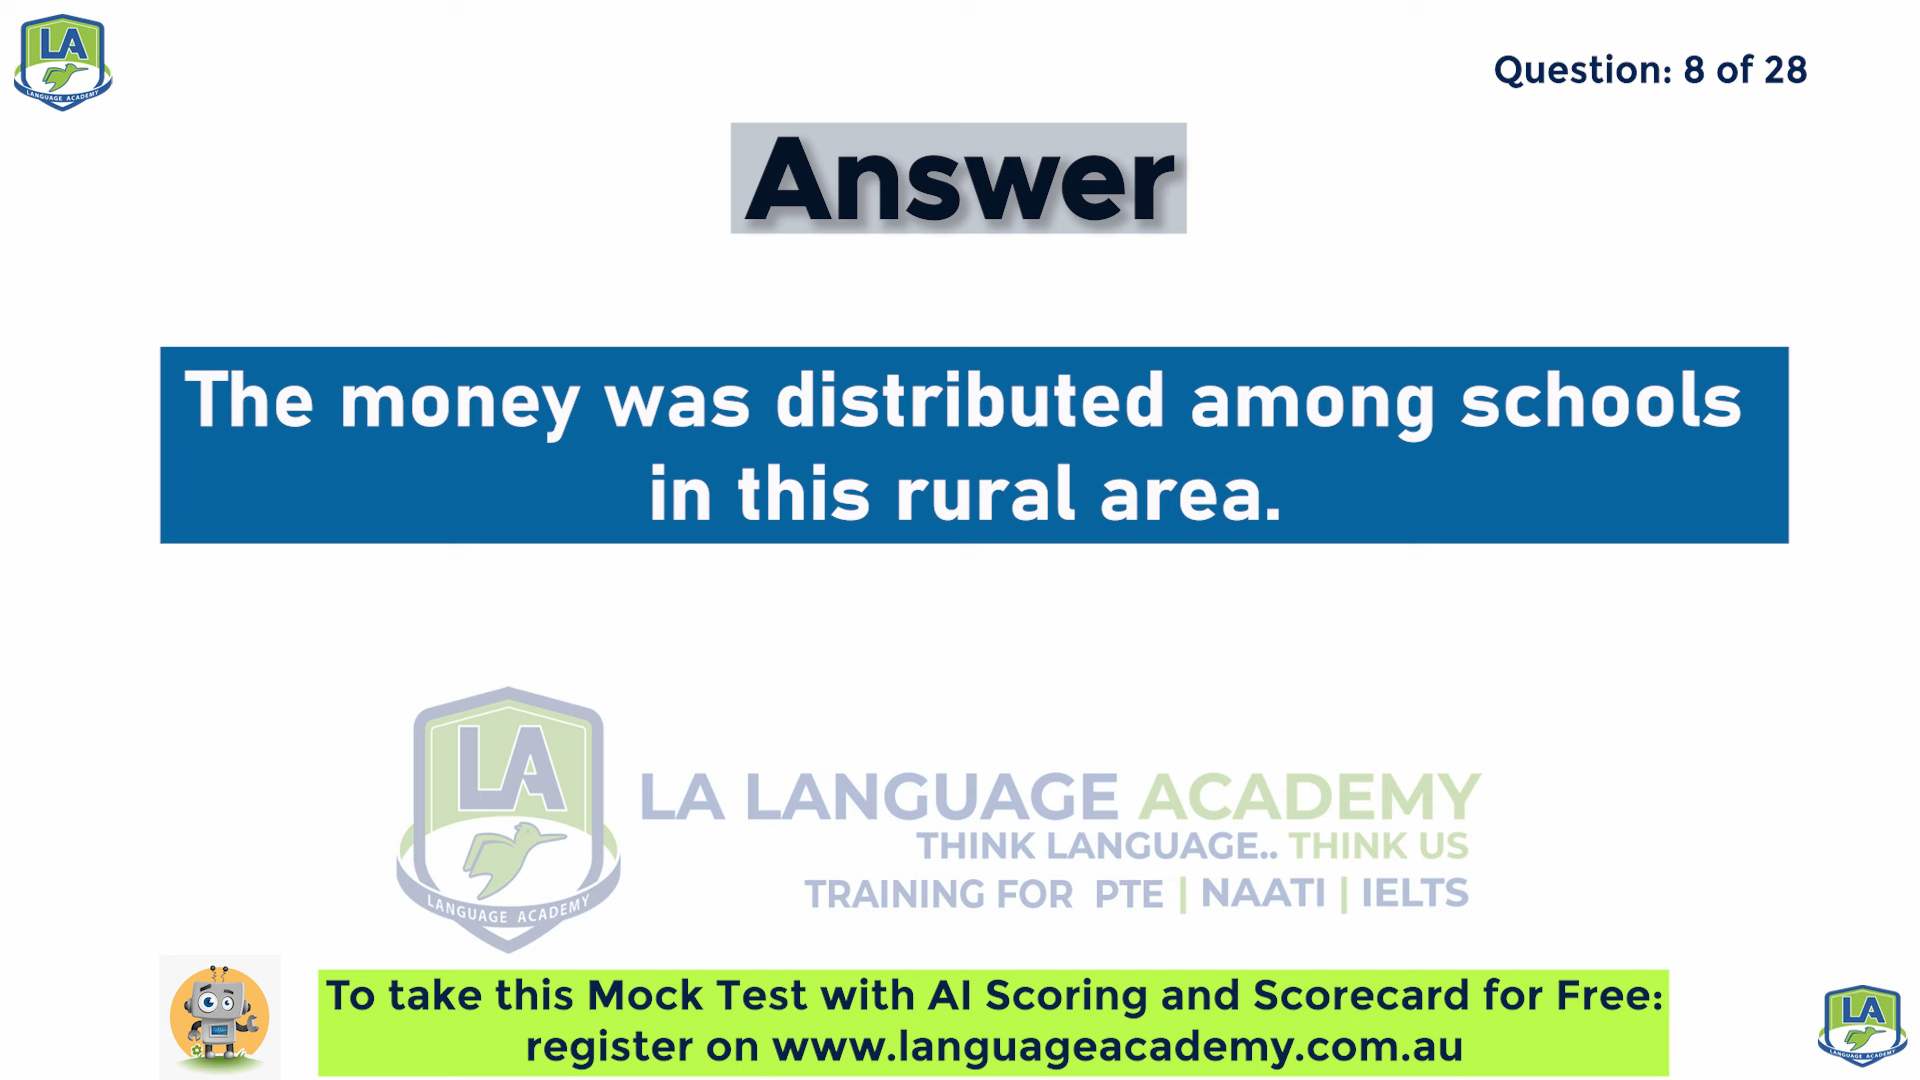 LA
LANGUAGE ACADEMY
Question: 8 of 28
Answer
The money was distributed among schools
in this rural area.
LA
LANGUAGE ACADEMY
LA LANGUAGE ACADEMY
THINK LANGUAGE.. THINK US
TRAINING FOR PTE | NAATI | IELTS
To take this Mock Test with AI Scoring and Scorecard for Free:
register on www.languageacademy.com.au
LA
LANGUAGE ACADEMY